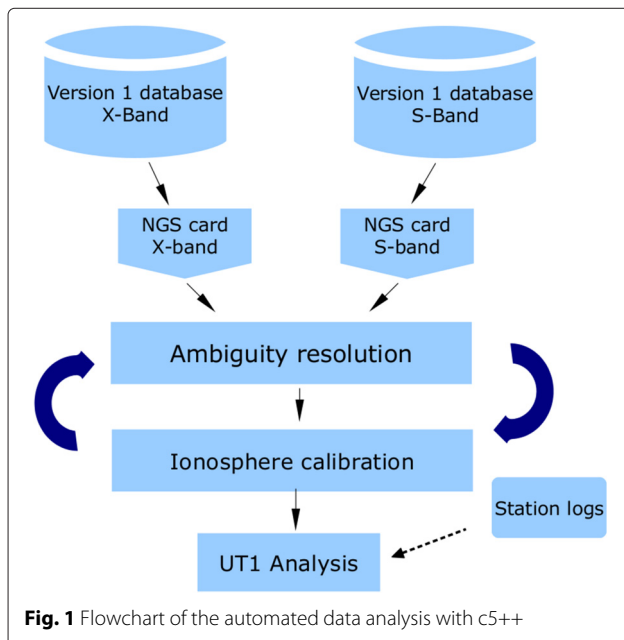 Version 1 database
X-Band
Version 1 database
S-Band
NGS card
X-band
NGS card
S-band
Ambiguity resolution
Ionosphere calibration
Station logs
UT1 Analysis
Fig. 1 Flowchart of the automated data analysis with c5++